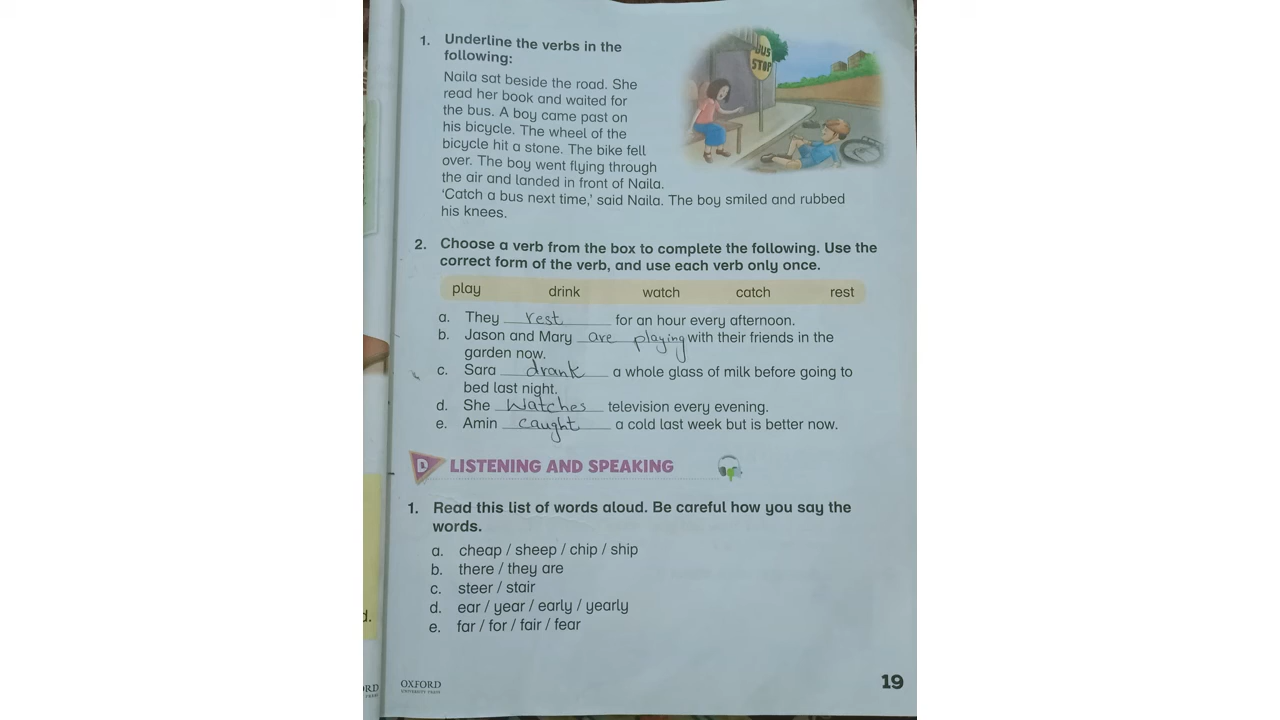 1. Underline the verbs in the
following:
Naila sat beside the road. She
read her book and waited for
the bus. A boy came past on
his bicycle. The wheel of the
bicycle hit a stone. The bike fell
over. The boy went flying through
the air and landed in front of Naila.
‘Catch a bus next time,’ said Naila. The boy smiled and rubbed
his knees.
BUS
STOP
2. Choose a verb from the box to complete the following. Use the
correct form of the verb, and use each verb only once.
play drink watch catch rest
a. They rest for an hour every afternoon.
b. Jason and Mary are playing with their friends in the
garden now.
c. Sara drank a whole glass of milk before going to
bed last night.
d. She Watches television every evening.
e. Amin caught a cold last week but is better now.
D LISTENING AND SPEAKING
1. Read this list of words aloud. Be careful how you say the
words.
a. cheap / sheep / chip / ship
b. there / they are
c. steer / stair
d. ear / year / early / yearly
e. far / for / fair / fear
d.
OXFORD
UNIVERSITY PRESS
19